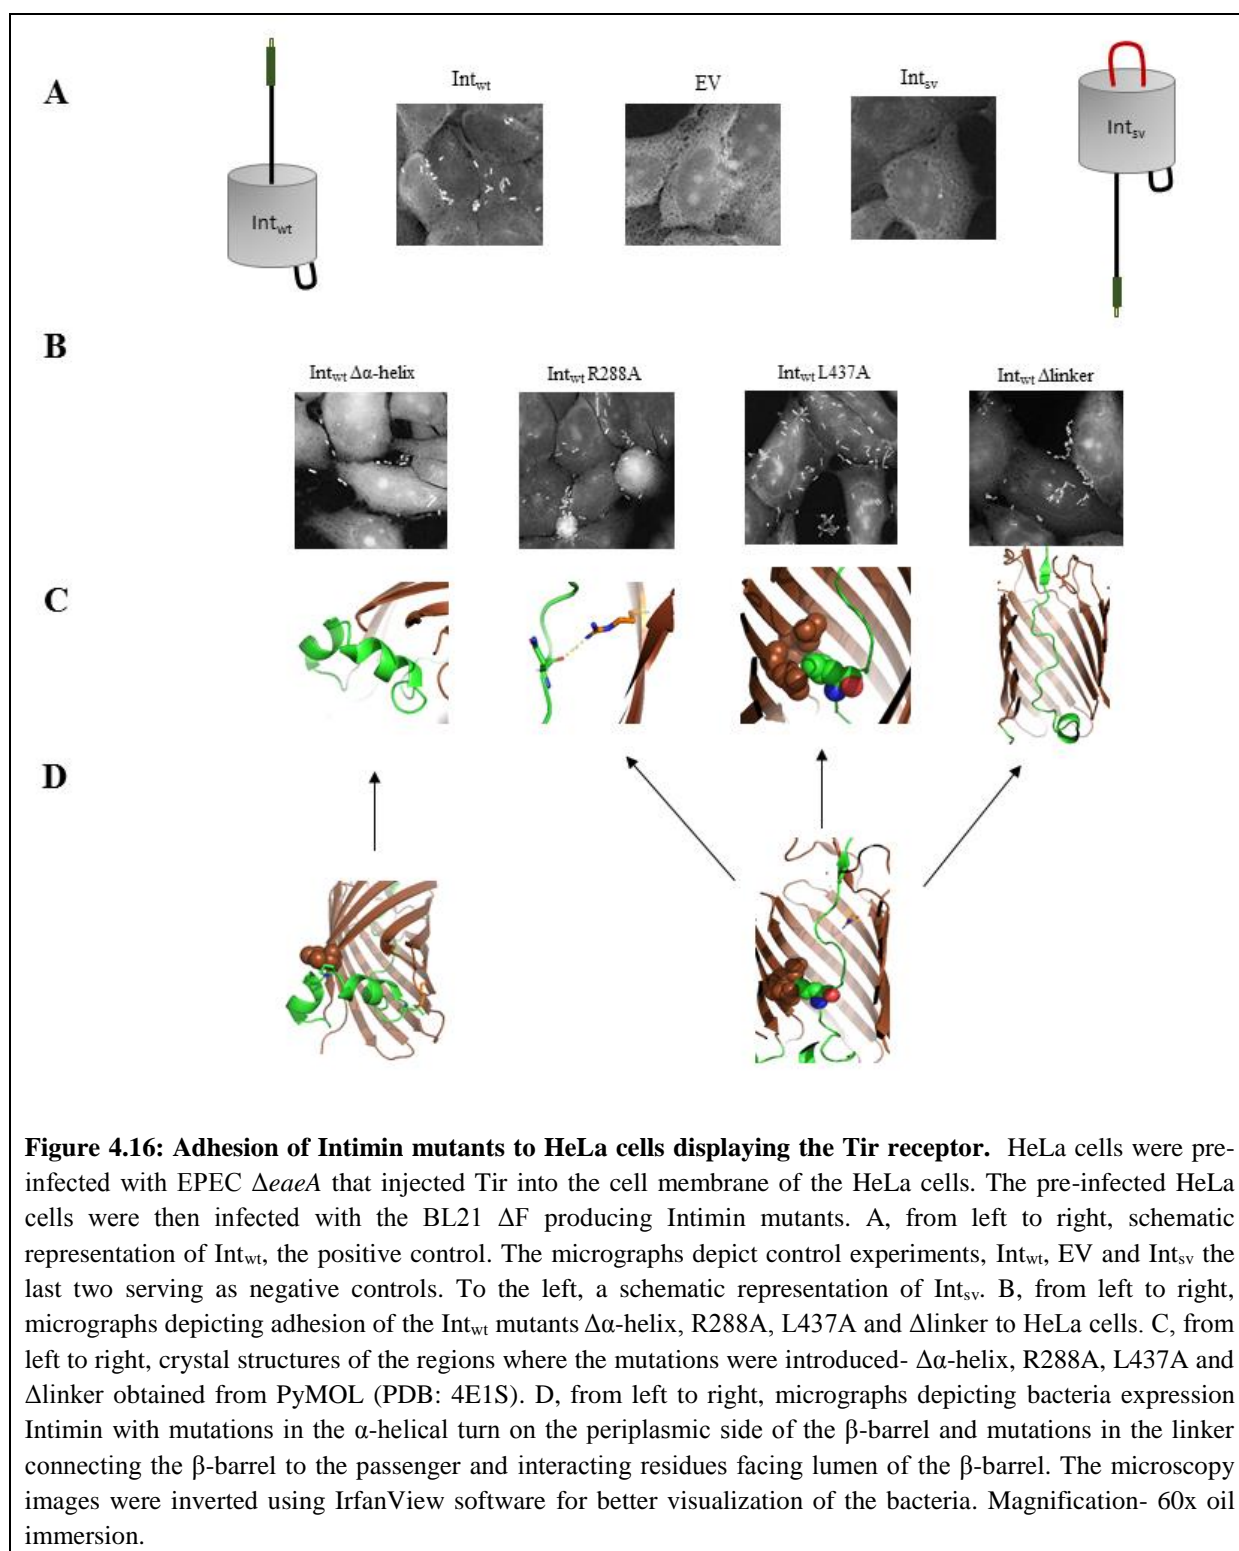 A
Intwt
EV
Intsv
Intwt
Intsv
B
Intwt Δα-helix
Intwt R288A
Intwt L437A
Intwt Δlinker
C
D
Figure 4.16: Adhesion of Intimin mutants to HeLa cells displaying the Tir receptor. HeLa cells were pre-
infected with EPEC ΔeaeA that injected Tir into the cell membrane of the HeLa cells. The pre-infected HeLa
cells were then infected with the BL21 ΔF producing Intimin mutants. A, from left to right, schematic
representation of Intwt, the positive control. The micrographs depict control experiments, Intwt, EV and Intsv the
last two serving as negative controls. To the left, a schematic representation of Intsv. B, from left to right,
micrographs depicting adhesion of the Intwt mutants Δα-helix, R288A, L437A and Δlinker to HeLa cells. C, from
left to right, crystal structures of the regions where the mutations were introduced- Δα-helix, R288A, L437A and
Δlinker obtained from PyMOL (PDB: 4E1S). D, from left to right, micrographs depicting bacteria expression
Intimin with mutations in the α-helical turn on the periplasmic side of the β-barrel and mutations in the linker
connecting the β-barrel to the passenger and interacting residues facing lumen of the β-barrel. The microscopy
images were inverted using IrfanView software for better visualization of the bacteria. Magnification- 60x oil
immersion.